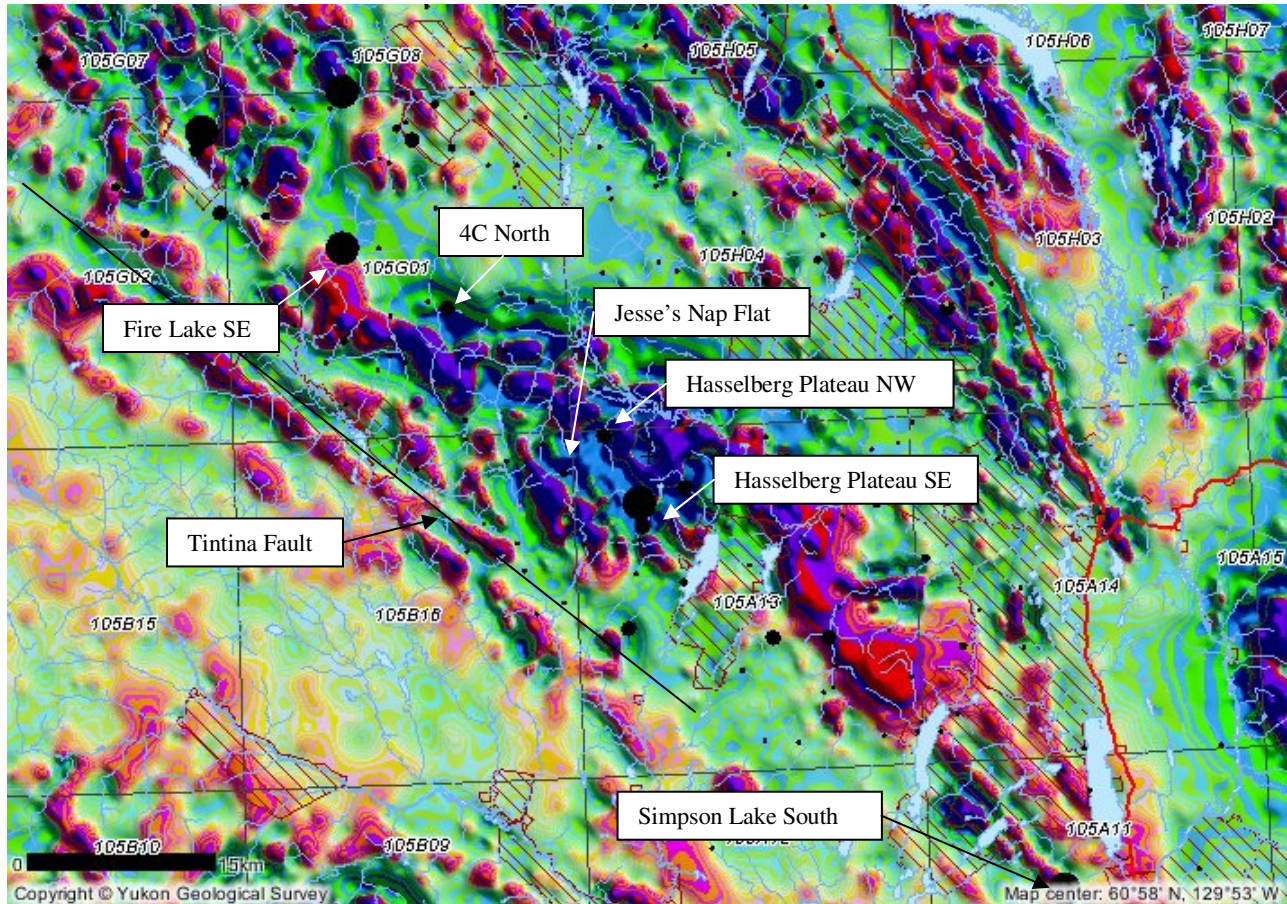 105G07
105G08
105H05
105H06
105H07
4C North
105H02
105H04
105H03
105G01
Jesse's Nap Flat
Fire Lake SE
Hasselberg Plateau NW
Hasselberg Plateau SE
Tintina Fault
105A15
105A14
105A13
105B16
105B15
Simpson Lake South
105A11
105B10
105B09
0 15km
Copyright © Yukon Geological Survey
Map center: 60°58' N, 129°53' W